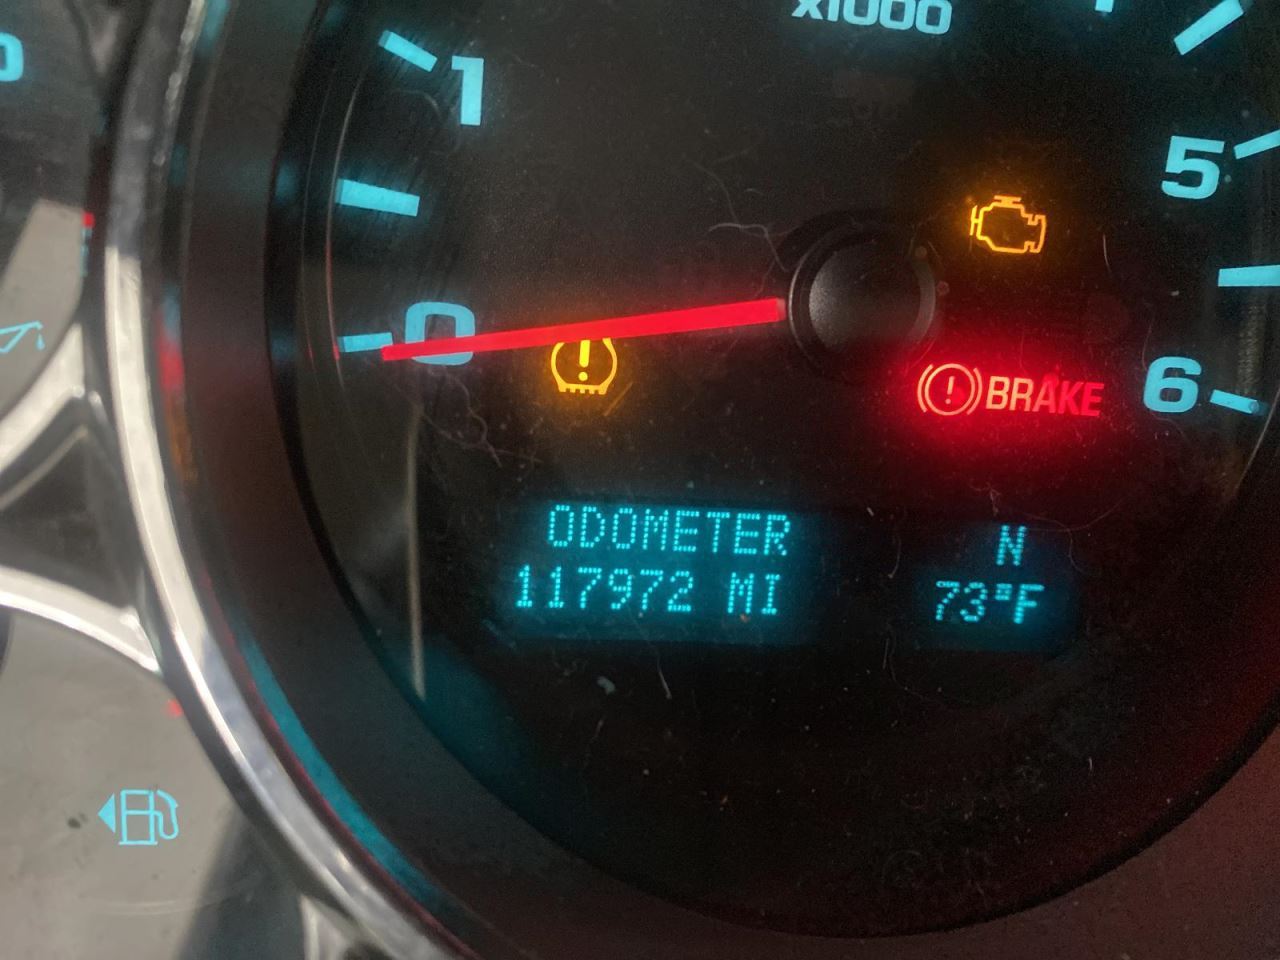 x1000
1
5
0
6
BRAKE
ODOMETER
N
117972 MI
73°F